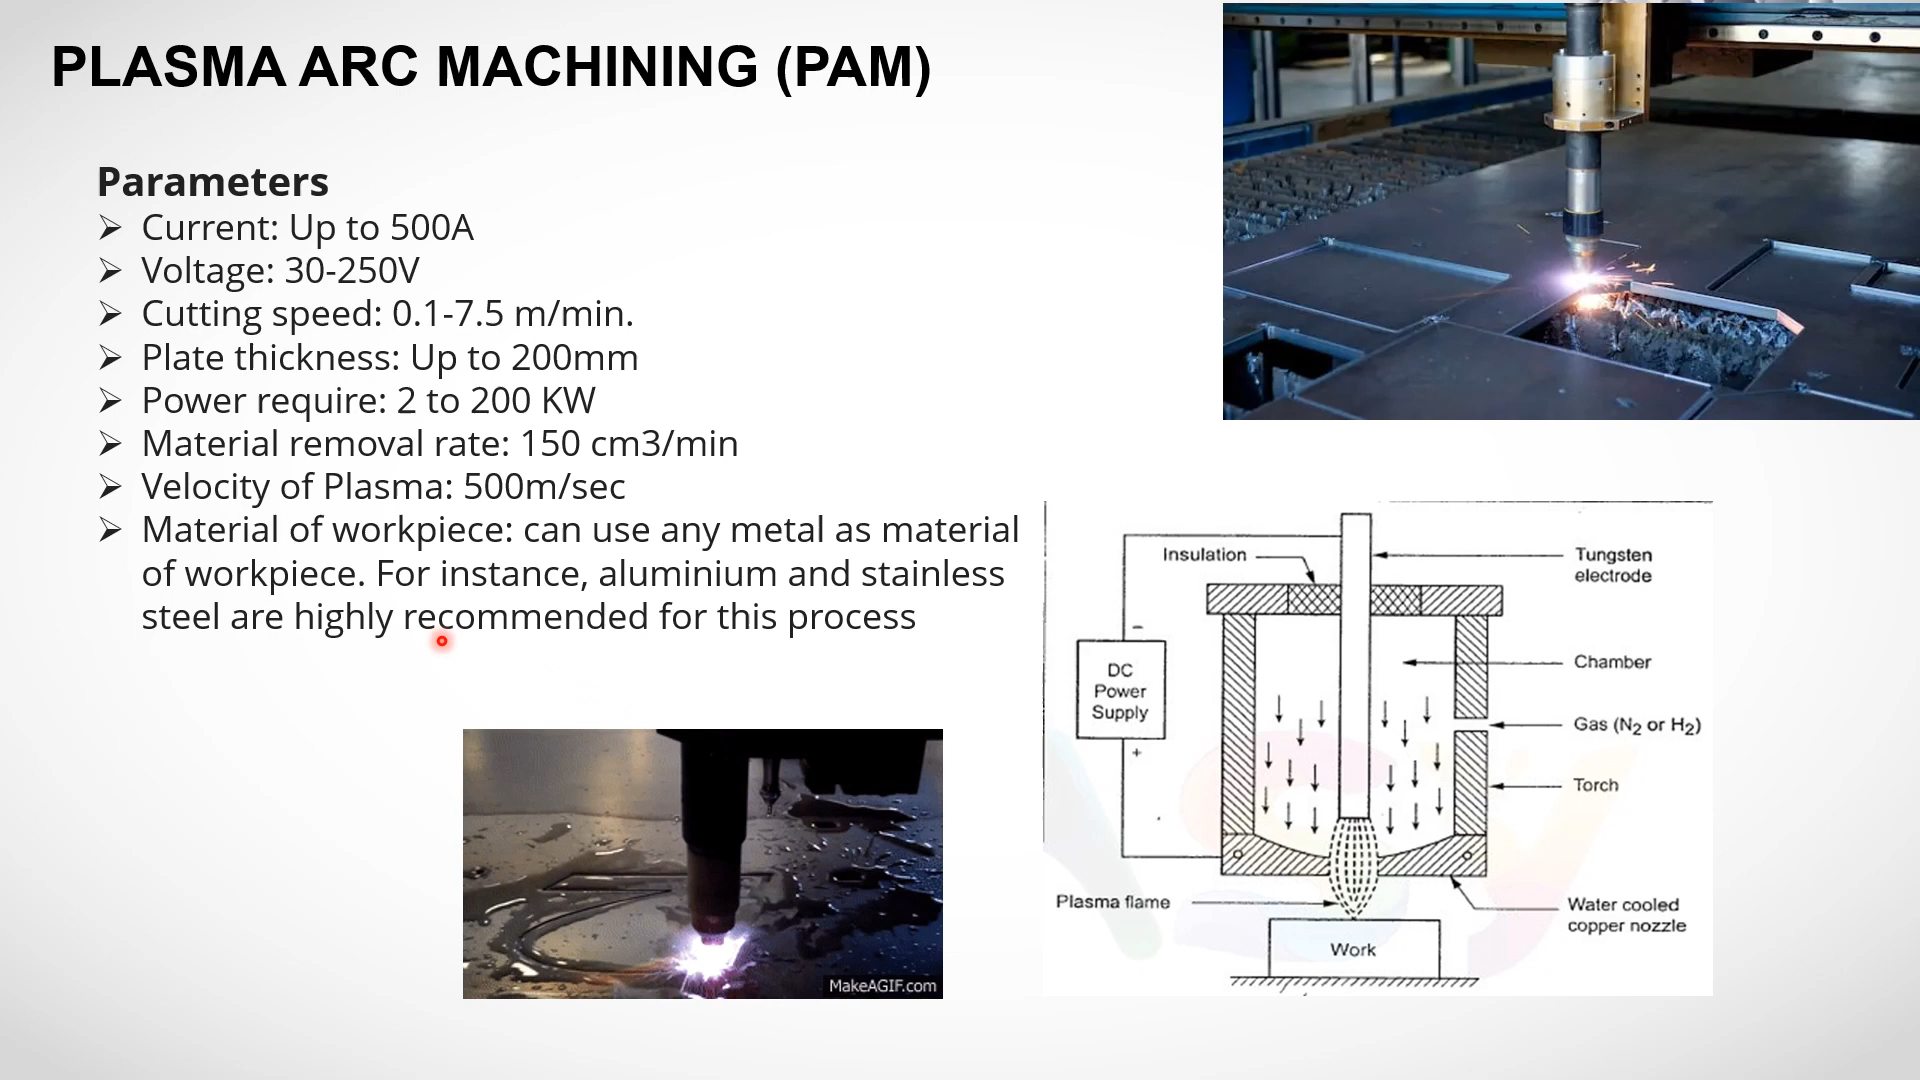 PLASMA ARC MACHINING (PAM)
Parameters
➢ Current: Up to 500A
➢ Voltage: 30-250V
➢ Cutting speed: 0.1-7.5 m/min.
➢ Plate thickness: Up to 200mm
➢ Power require: 2 to 200 KW
➢ Material removal rate: 150 cm3/min
➢ Velocity of Plasma: 500m/sec
➢ Material of workpiece: can use any metal as material
of workpiece. For instance, aluminium and stainless
steel are highly recommended for this process
MakeAGIF.com
Insulation
Tungsten
electrode
−
DC
Power
Supply
+
Chamber
Gas (N2 or H2)
Torch
Plasma flame
Water cooled
copper nozzle
Work